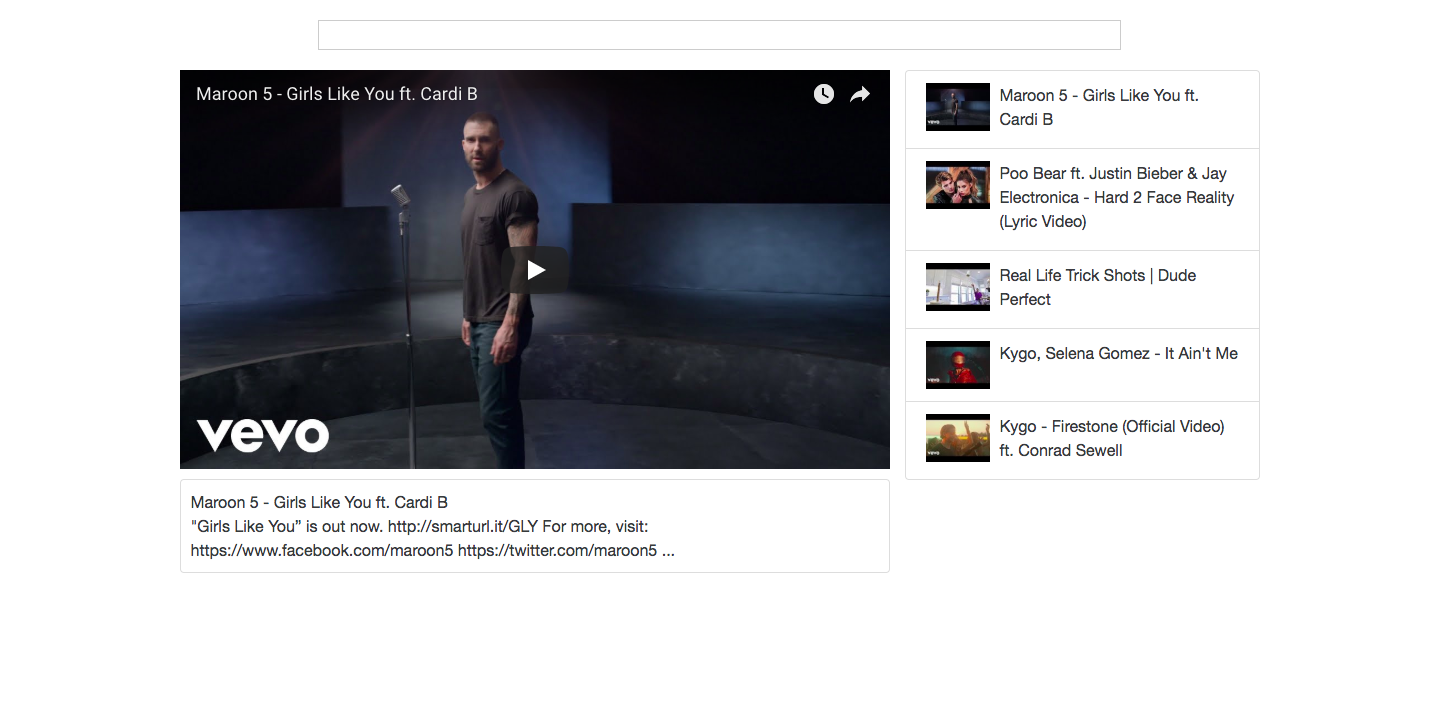 Maroon 5 - Girls Like You ft. Cardi B
vevo
Maroon 5 - Girls Like You ft. Cardi B
"Girls Like You” is out now. http://smarturl.it/GLY For more, visit:
https://www.facebook.com/maroon5 https://twitter.com/maroon5 ...
vevo
Maroon 5 - Girls Like You ft.
Cardi B
Poo Bear ft. Justin Bieber & Jay
Electronica - Hard 2 Face Reality
(Lyric Video)
Real Life Trick Shots | Dude
Perfect
vevo
Kygo, Selena Gomez - It Ain't Me
vevo
Kygo - Firestone (Official Video)
ft. Conrad Sewell